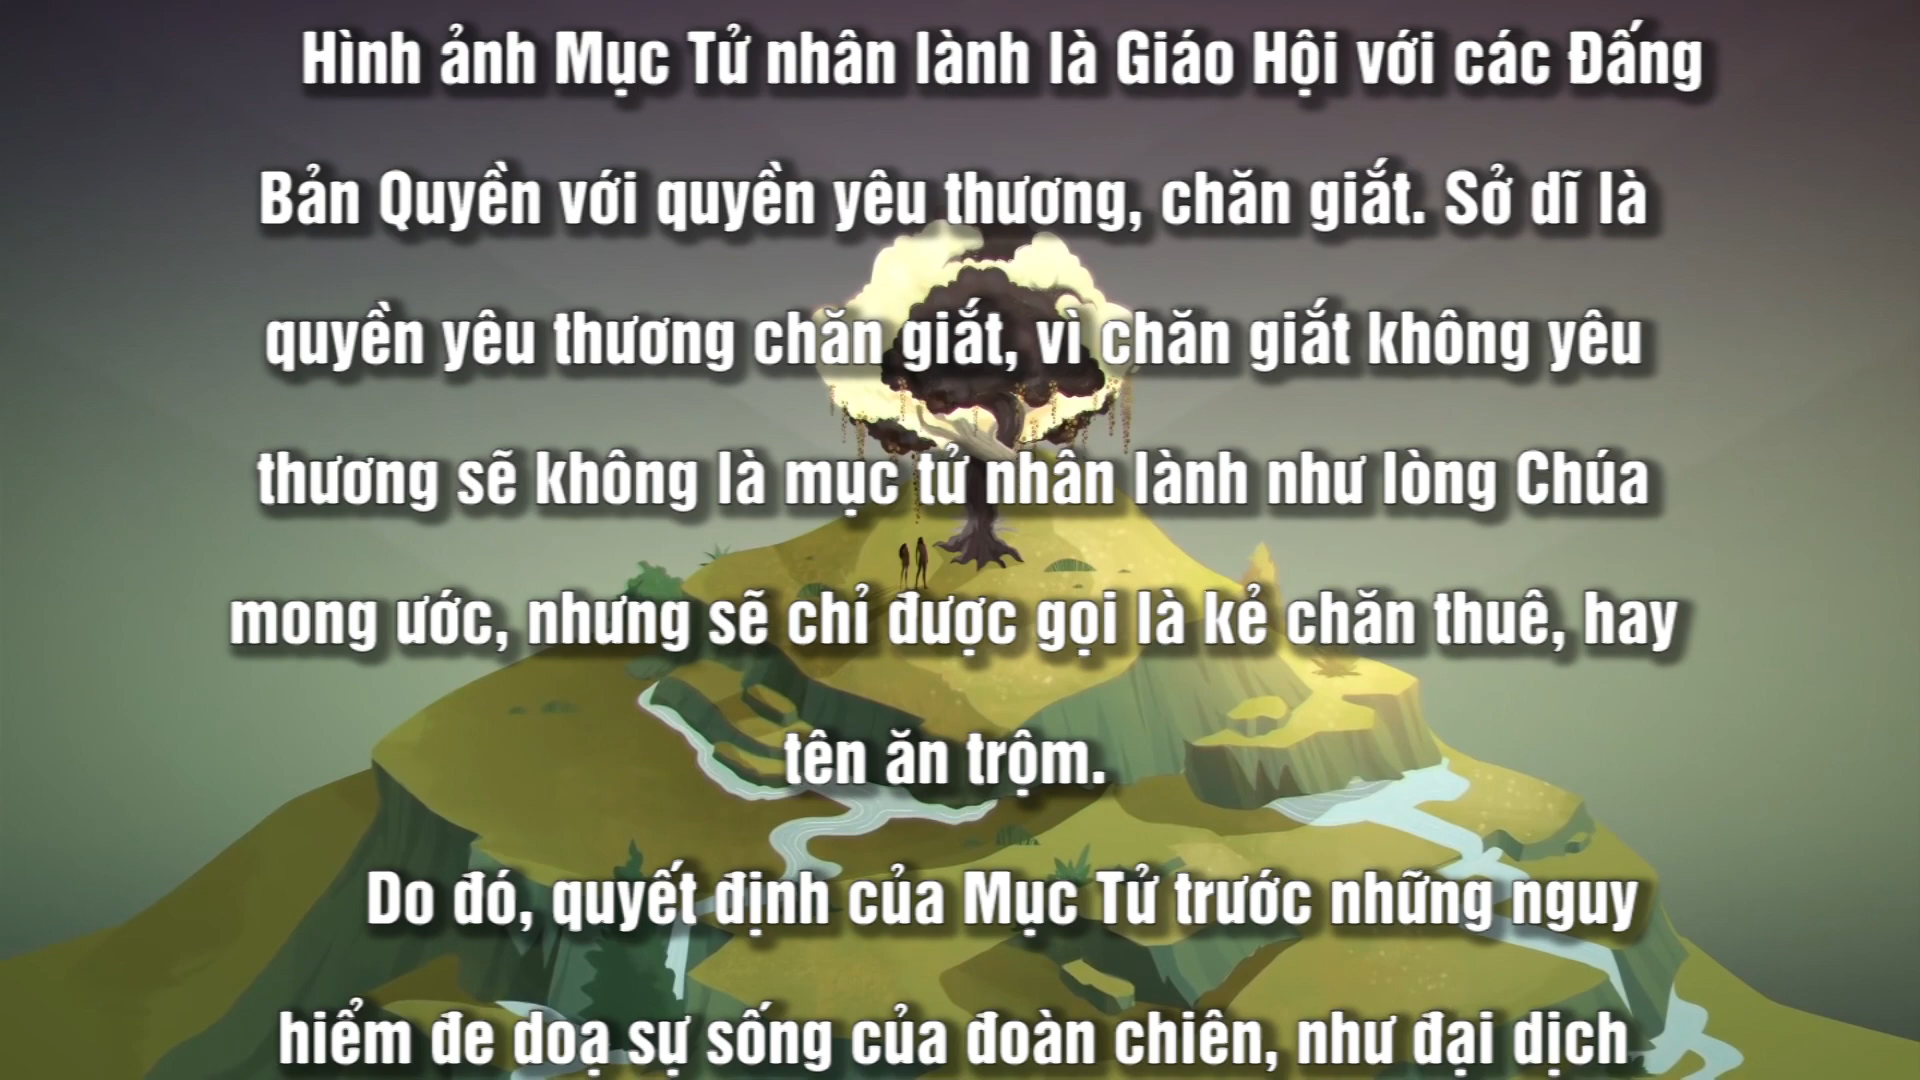 Hình ảnh Mục Tử nhân lành là Giáo Hội với các Đấng
Bản Quyền với quyền yêu thương, chăn giắt. Sở dĩ là
quyền yêu thương chăn giắt, vì chăn giắt không yêu
thương sẽ không là mục tử nhân lành như lòng Chúa
mong ước, nhưng sẽ chỉ được gọi là kẻ chăn thuê, hay
tên ăn trộm.
Do đó, quyết định của Mục Tử trước những nguy
hiểm đe doạ sự sống của đoàn chiên, như đại dịch